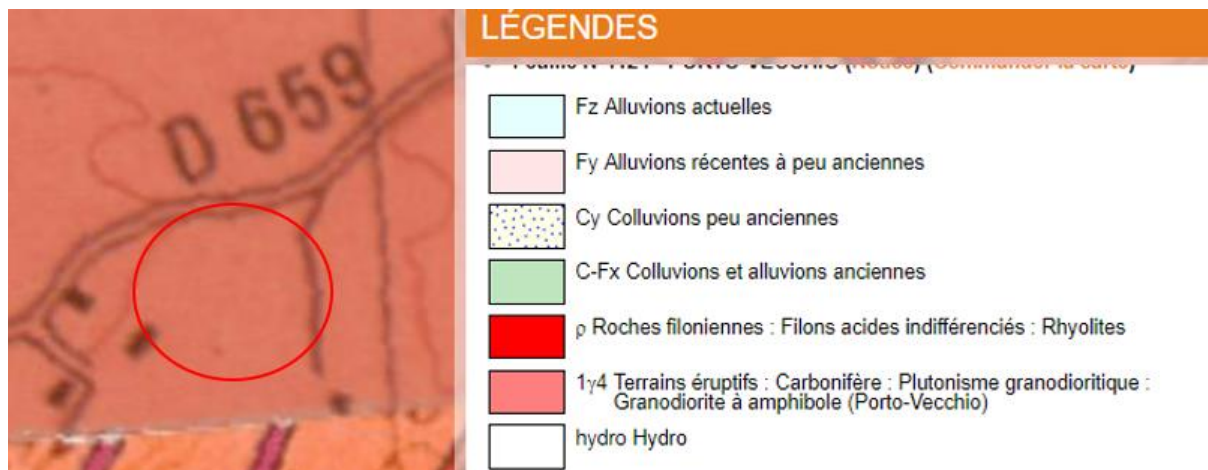 D 659
LÉGENDES
Fz Alluvions actuelles
Fy Alluvions récentes à peu anciennes
Cy Colluvions peu anciennes
C-Fx Colluvions et alluvions anciennes
ρ Roches filoniennes : Filons acides indifférenciés : Rhyolites
1γ4 Terrains éruptifs : Carbonifère : Plutonisme granodioritique :
Granodiorite à amphibole (Porto-Vecchio)
hydro Hydro